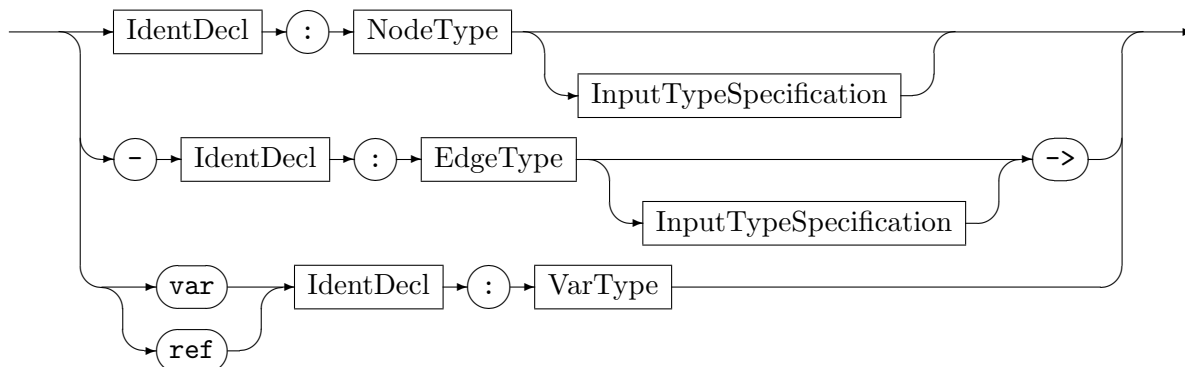 IdentDecl : NodeType
InputTypeSpecification
- IdentDecl : EdgeType ->
InputTypeSpecification
var IdentDecl : VarType
ref